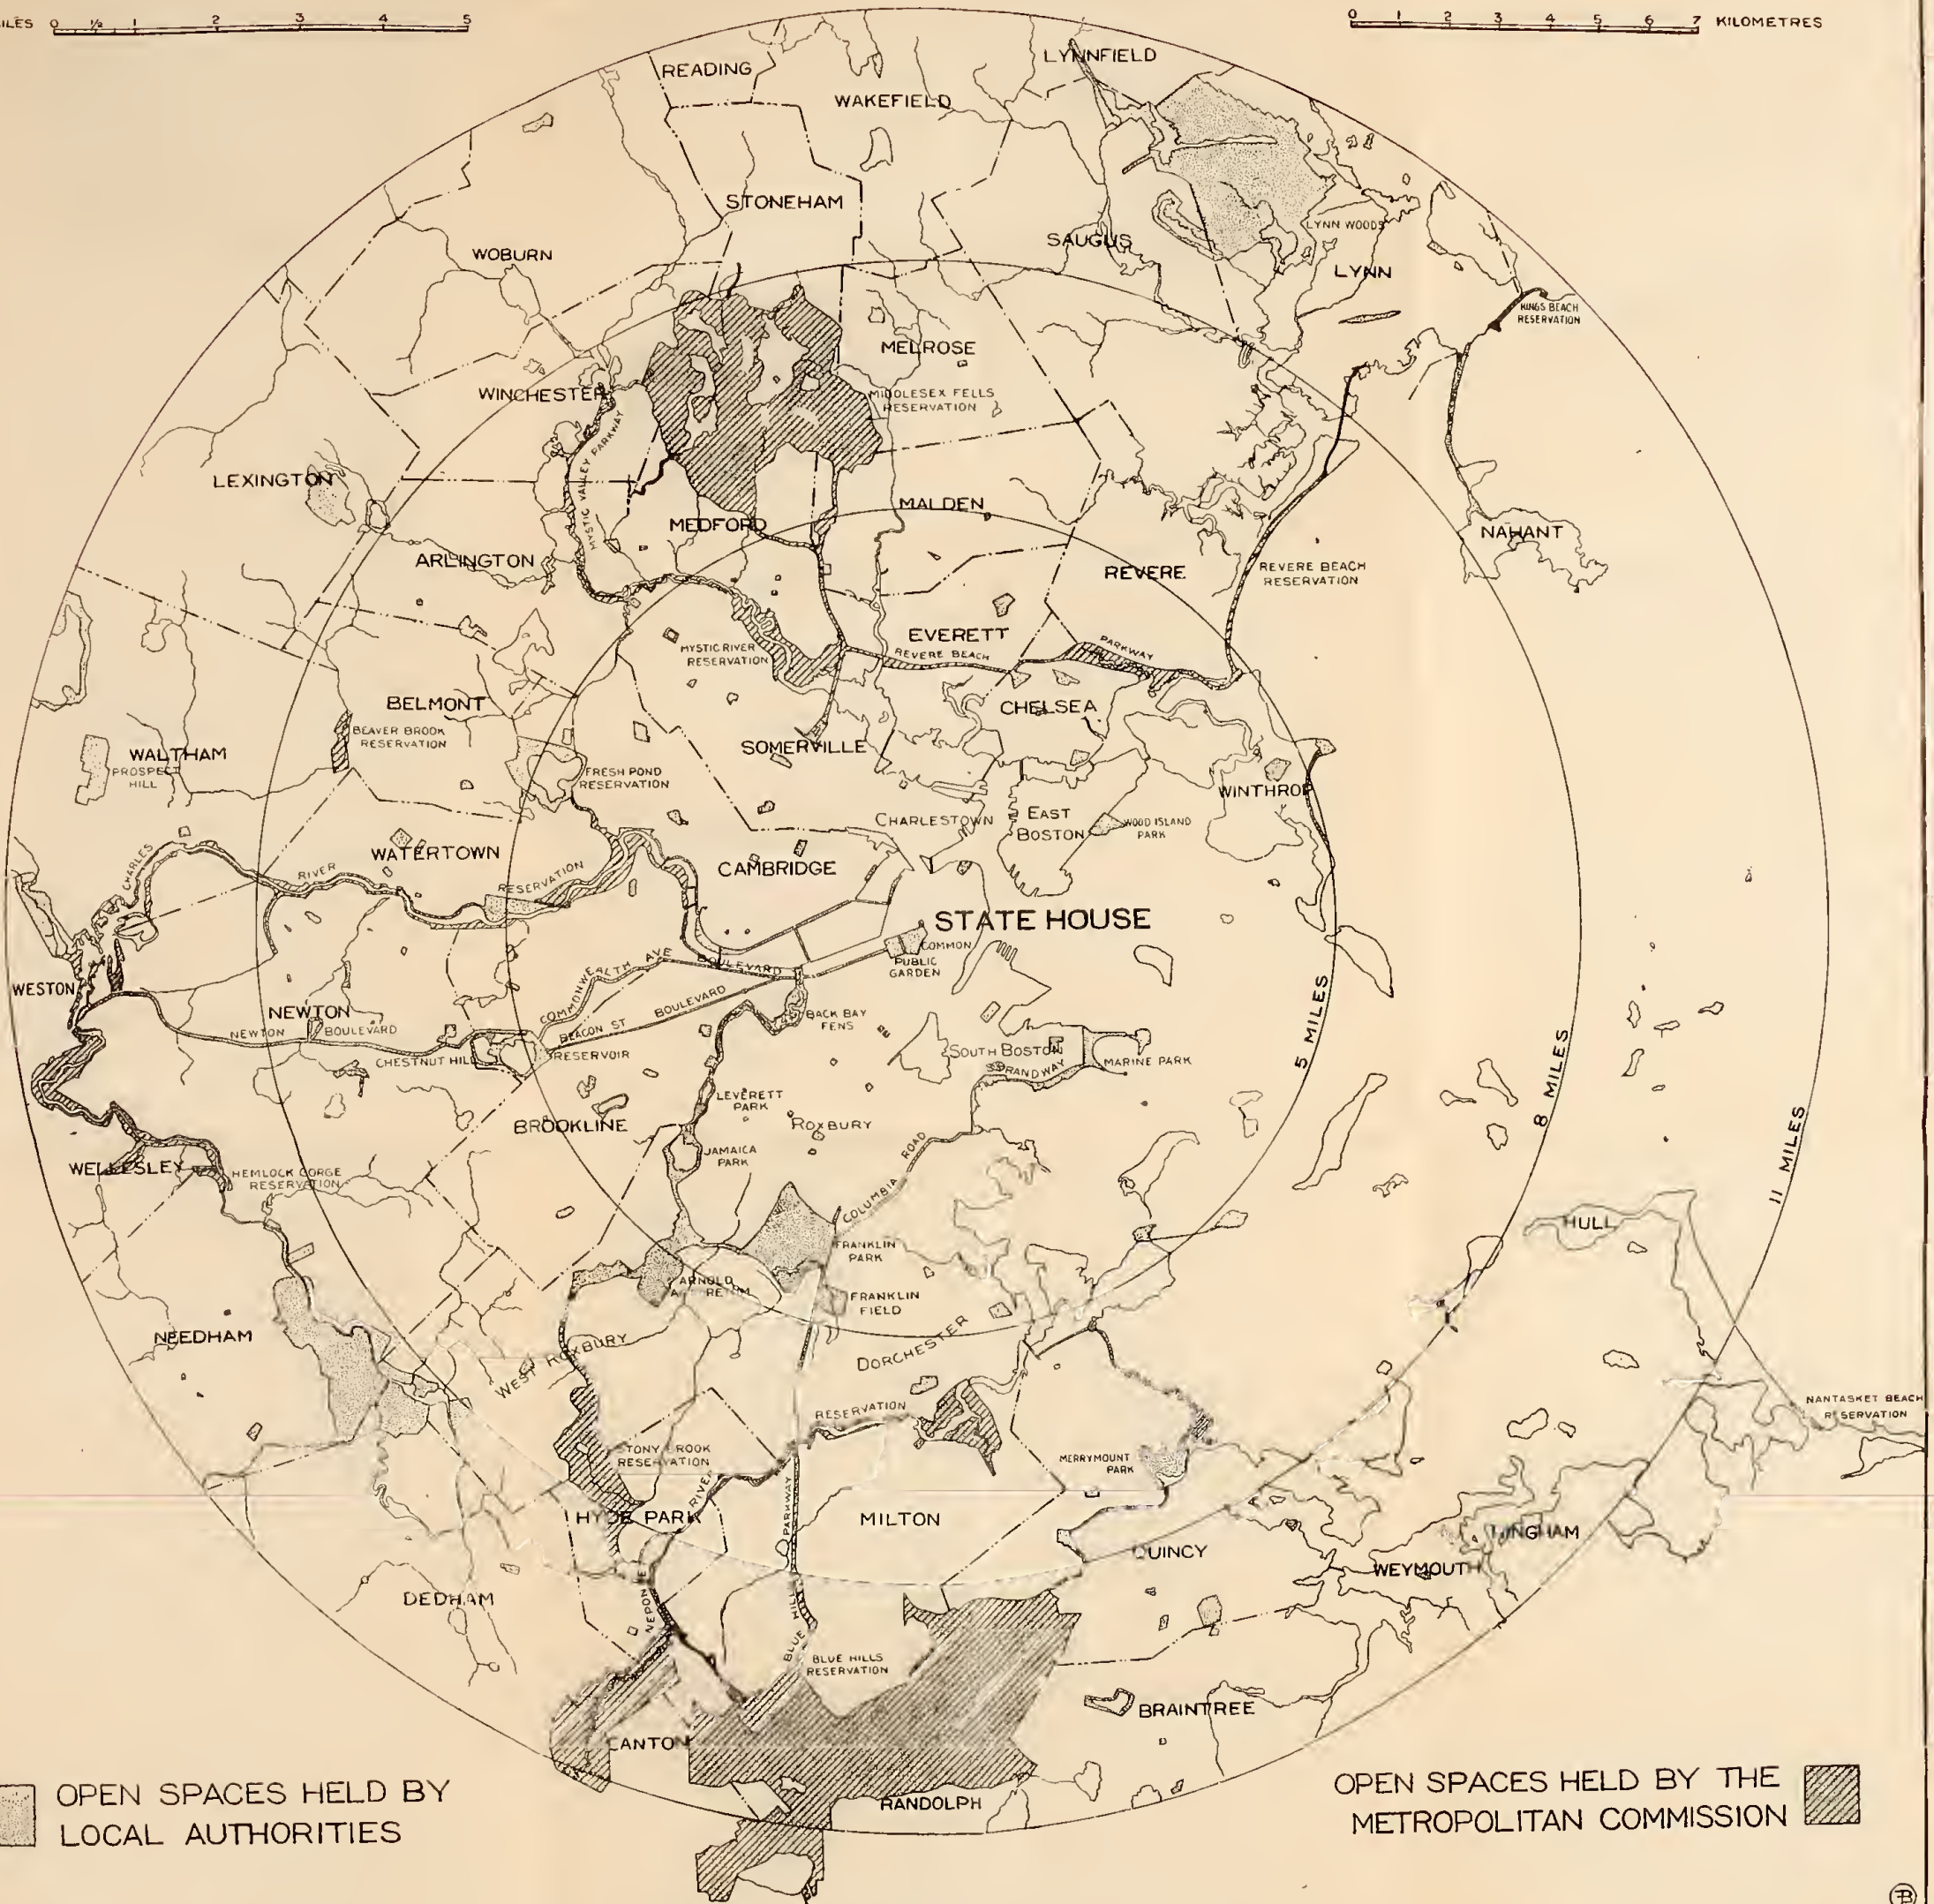 MILES 0 ½ 1 2 3 4 5
0 1 2 3 4 5 6 7 KILOMETRES
READING
LYNNFIELD
WAKEFIELD
STONEHAM
LYNN WOODS
SAUGUS
WOBURN
LYNN
KINGS BEACH
RESERVATION
MELROSE
WINCHESTER
MIDDLESEX FELLS
RESERVATION
MYSTIC VALLEY PARKWAY
LEXINGTON
MALDEN
MEDFORD
NAHANT
ARLINGTON
REVERE
REVERE BEACH
RESERVATION
EVERETT
MYSTIC RIVER
RESERVATION
REVERE BEACH
PARKWAY
BELMONT
CHELSEA
BEAVER BROOK
RESERVATION
SOMERVILLE
WALTHAM
PROSPECT
HILL
FRESH POND
RESERVATION
WINTHROP
CHARLESTOWN
EAST
BOSTON
WOOD ISLAND
PARK
WATERTOWN
CAMBRIDGE
CHARLES
RIVER
RESERVATION
STATE HOUSE
COMMON
PUBLIC
GARDEN
WESTON
COMMONWEALTH AVE
BOULEVARD
NEWTON
NEWTON BOULEVARD
BEACON ST BOULEVARD
BACK BAY
FENS
CHESTNUT HILL
RESERVOIR
SOUTH BOSTON
STRANDWAY
MARINE PARK
5 MILES
8 MILES
11 MILES
LEVERETT
PARK
BROOKLINE
ROXBURY
JAMAICA
PARK
WELLESLEY
HEMLOCK GORGE
RESERVATION
COLUMBIA ROAD
HULL
FRANKLIN
PARK
ARNOLD
FRANKLIN
FIELD
NEEDHAM
WEST ROXBURY
DORCHESTER
NANTASKET BEACH
RESERVATION
RESERVATION
STONY BROOK
RESERVATION
MERRYMOUNT
PARK
RIVER
HYDE PARK
PARKWAY
MILTON
QUINCY
HINGHAM
WEYMOUTH
DEDHAM
NEPONSET
BLUE HILL
BLUE HILLS
RESERVATION
BRAINTREE
CANTON
RANDOLPH
OPEN SPACES HELD BY
LOCAL AUTHORITIES
OPEN SPACES HELD BY THE
METROPOLITAN COMMISSION